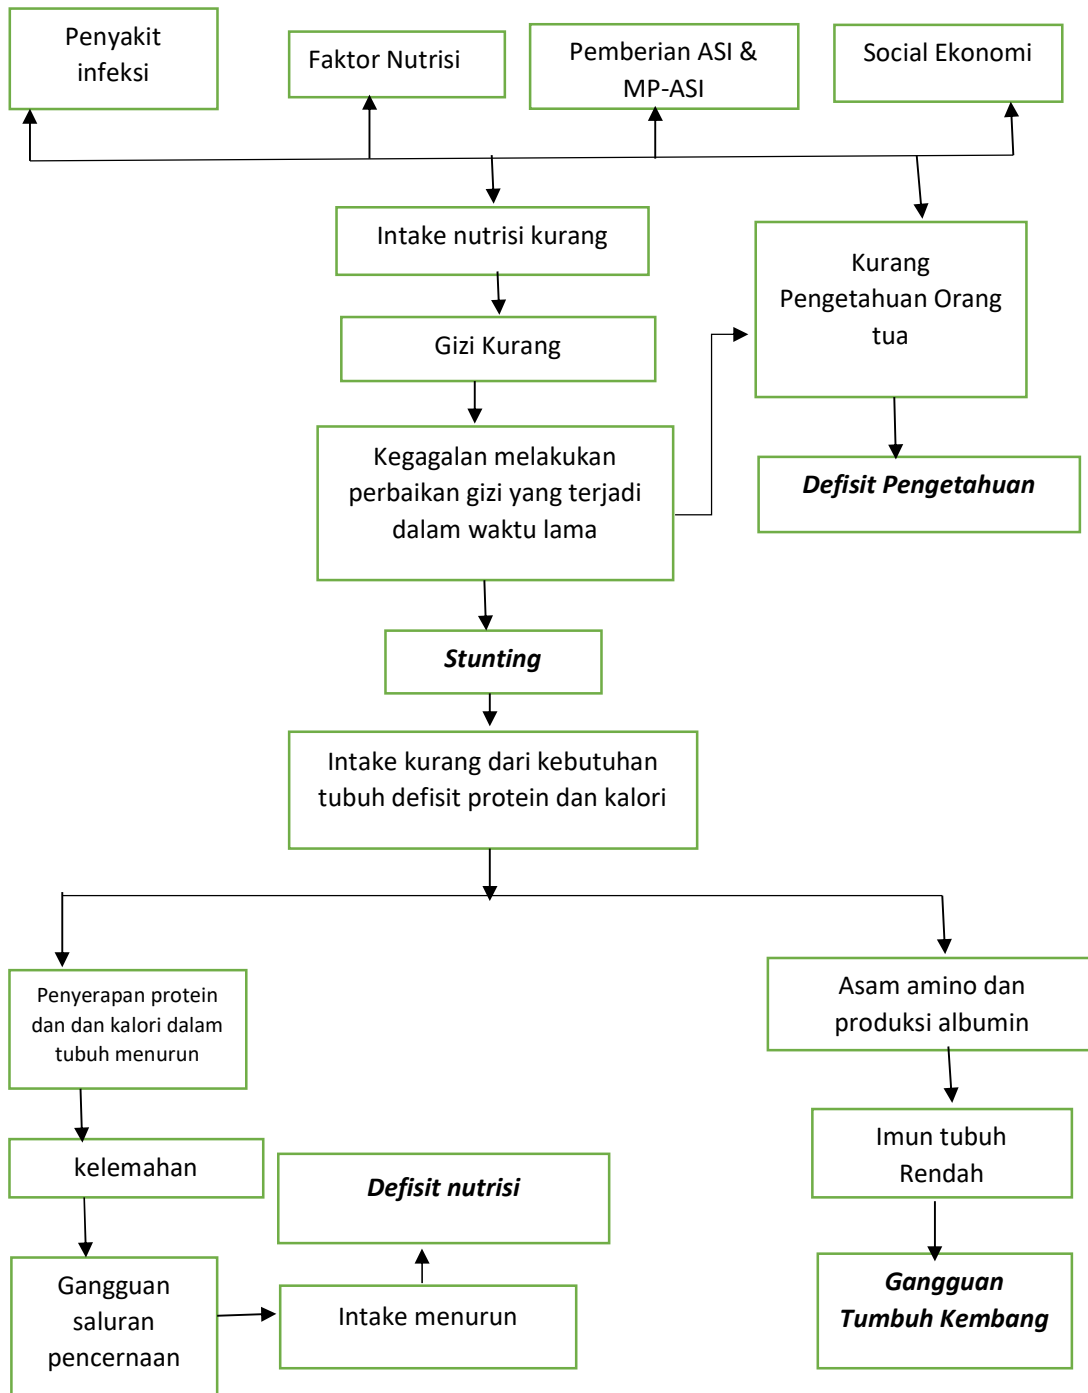 Penyakit
infeksi
Faktor Nutrisi
Pemberian ASI &
MP-ASI
Social Ekonomi
Intake nutrisi kurang
Kurang
Pengetahuan Orang
tua
Gizi Kurang
Kegagalan melakukan
perbaikan gizi yang terjadi
dalam waktu lama
Defisit Pengetahuan
Stunting
Intake kurang dari kebutuhan
tubuh defisit protein dan kalori
Penyerapan protein
dan dan kalori dalam
tubuh menurun
Asam amino dan
produksi albumin
kelemahan
Defisit nutrisi
Imun tubuh
Rendah
Gangguan
saluran
pencernaan
Intake menurun
Gangguan
Tumbuh Kembang